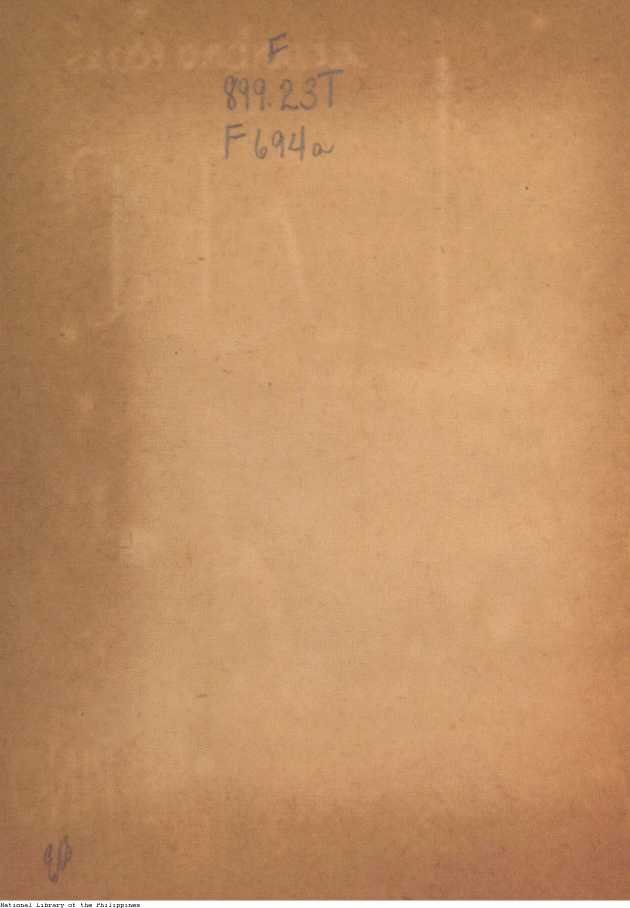 F
899.23T
F694a
National Library of the Philippines